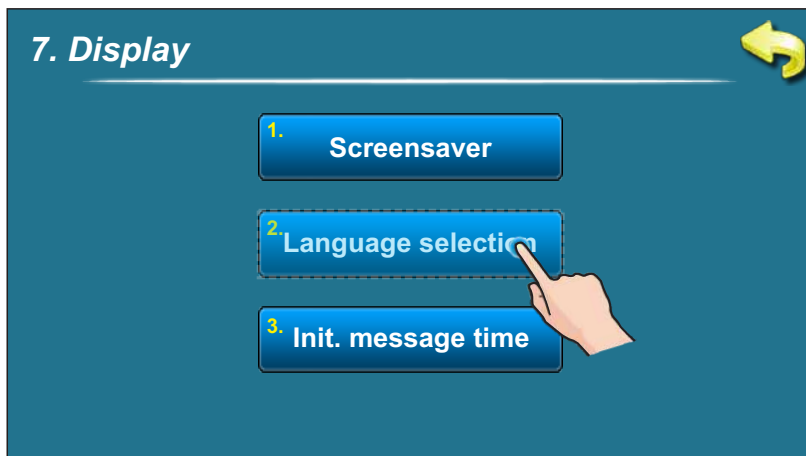 7. Display
1.
Screensaver
2.
Language selection
3.
Init. message time